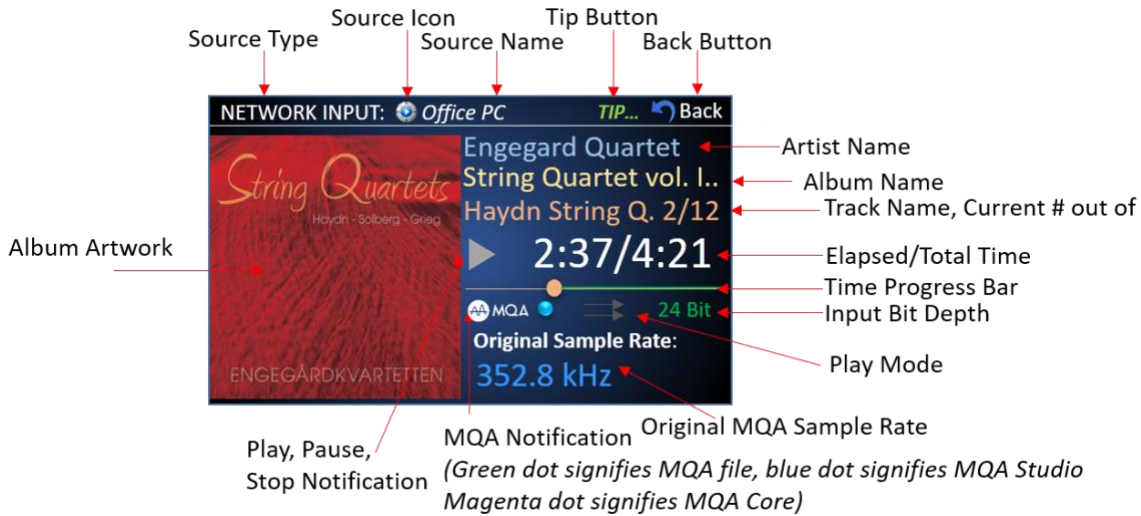 Source Type
Source Icon
Source Name
Tip Button
Back Button
NETWORK INPUT: Office PC TIP... Back
Engegard Quartet
Artist Name
String Quartet vol. I..
Album Name
Haydn String Q. 2/12
Track Name, Current # out of
String Quartets
Haydn - Solberg - Grieg
Album Artwork
2:37/4:21
Elapsed/Total Time
Time Progress Bar
MQA
24 Bit
Input Bit Depth
Original Sample Rate:
Play Mode
ENGEGÅRDKVARTETTEN
352.8 kHz
Play, Pause,
Stop Notification
MQA Notification
Original MQA Sample Rate
(Green dot signifies MQA file, blue dot signifies MQA Studio
Magenta dot signifies MQA Core)